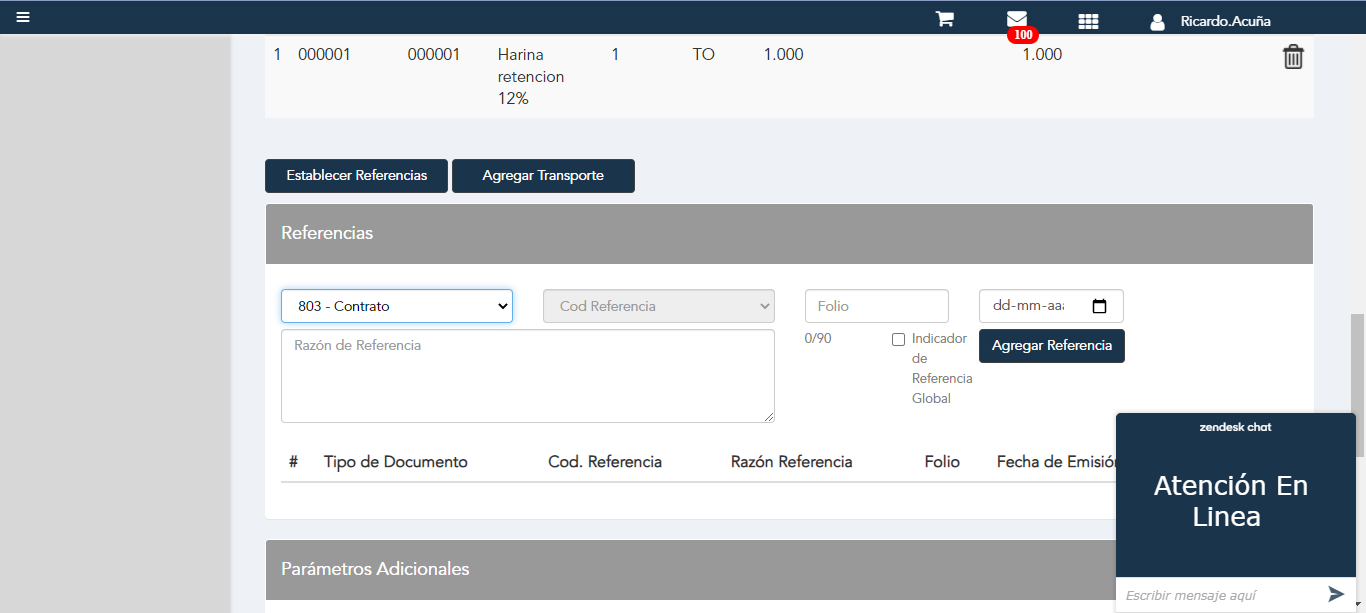 100
Ricardo.Acuña
1 000001 000001 Harina retencion 12% 1 TO 1.000 1.000
Establecer Referencias Agregar Transporte
Referencias
803 - Contrato Cod Referencia Folio dd-mm-aaa
Razón de Referencia
0/90
Indicador de Referencia Global
Agregar Referencia
# Tipo de Documento Cod. Referencia Razón Referencia Folio Fecha de Emisión
Parámetros Adicionales
zendesk chat
Atención En
Linea
Escribir mensaje aquí